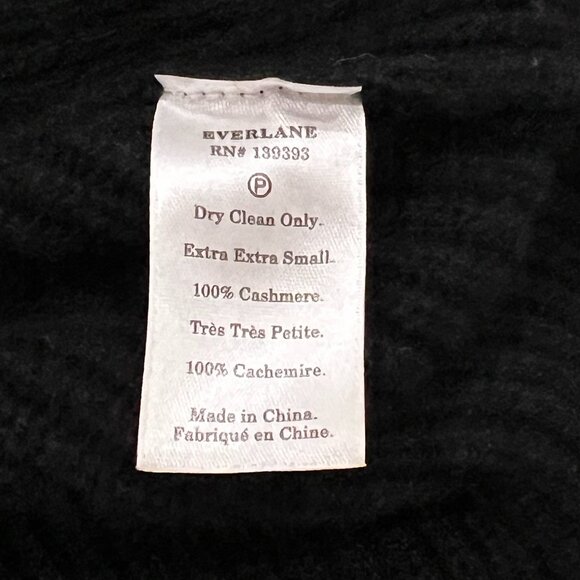 EVERLANE
RN# 139393
P
Dry Clean Only.
Extra Extra Small.
100% Cashmere.
Très Très Petite.
100% Cachemire.
Made in China.
Fabriqué en Chine.